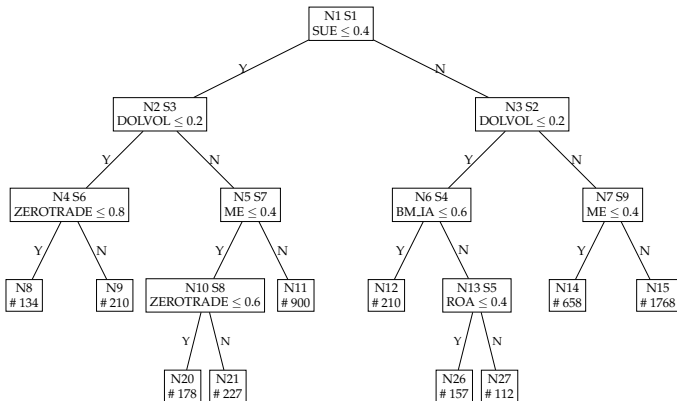 N1 S1
SUE ≤ 0.4
Y
N
N2 S3
DOLVOL ≤ 0.2
N3 S2
DOLVOL ≤ 0.2
Y
N
Y
N
N4 S6
ZEROTRADE ≤ 0.8
N5 S7
ME ≤ 0.4
N6 S4
BM_IA ≤ 0.6
N7 S9
ME ≤ 0.4
Y
N
Y
N
Y
N
Y
N
N8
# 134
N9
# 210
N10 S8
ZEROTRADE ≤ 0.6
N11
# 900
N12
# 210
N13 S5
ROA ≤ 0.4
N14
# 658
N15
# 1768
Y
N
Y
N
N20
# 178
N21
# 227
N26
# 157
N27
# 112